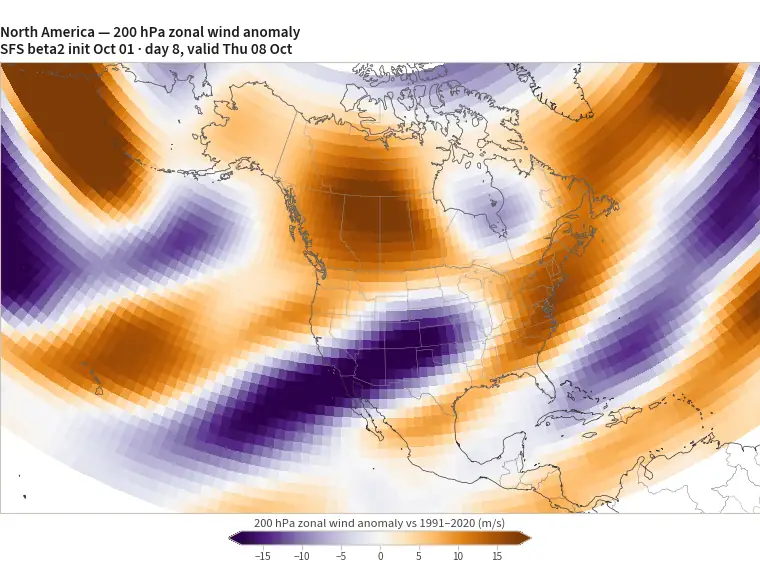 North America — 200 hPa zonal wind anomaly
SFS beta2 init Oct 01 · day 8, valid Thu 08 Oct
200 hPa zonal wind anomaly vs 1991–2020 (m/s)
−15 −10 −5 0 5 10 15